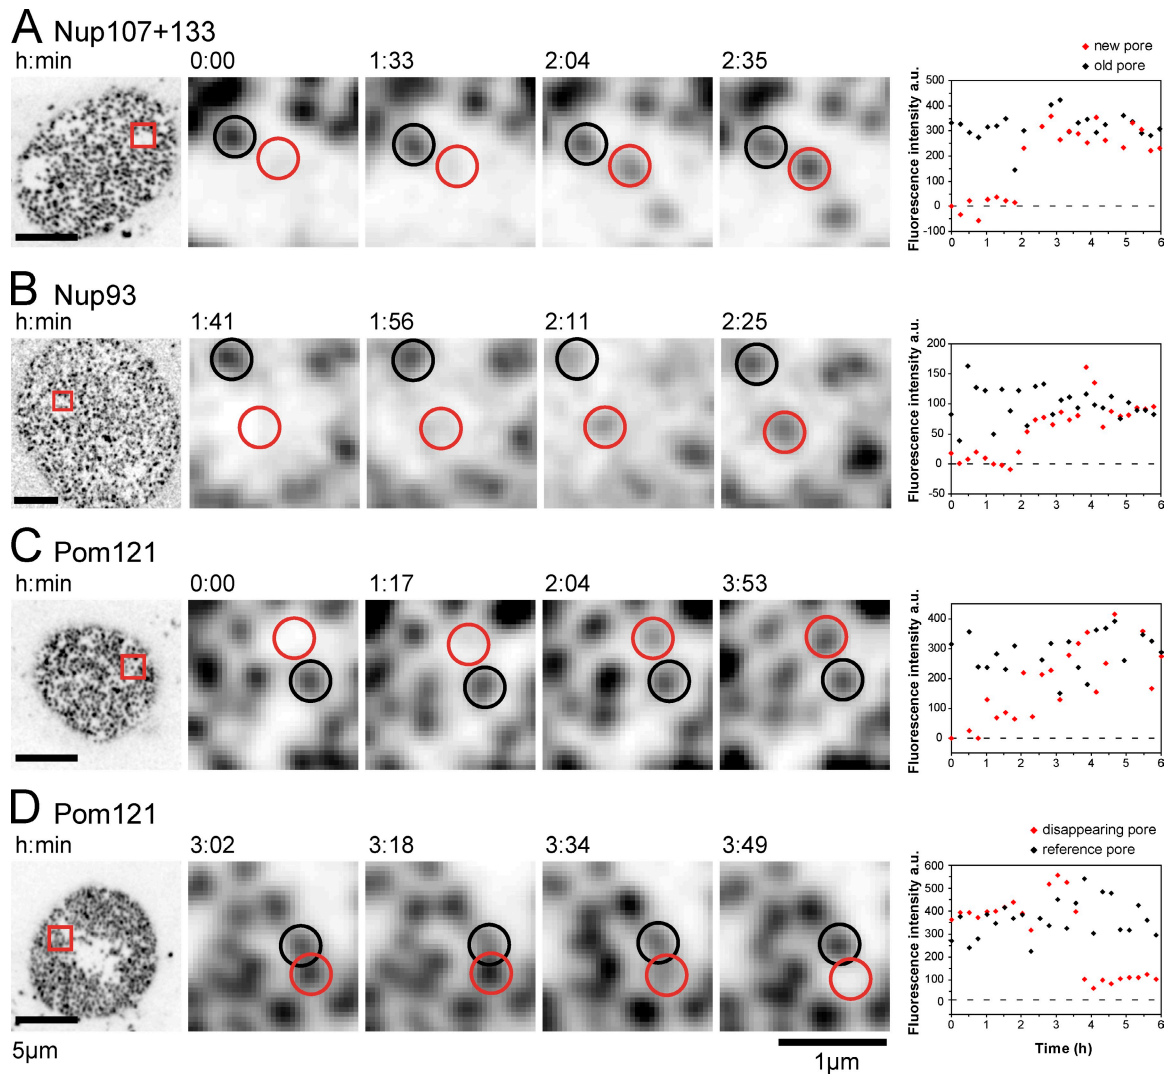 A Nup107+133
h:min 0:00 1:33 2:04 2:35
new pore
old pore
Fluorescence intensity a.u.
500
400
300
200
100
0
-100
0 1 2 3 4 5 6
B Nup93
h:min 1:41 1:56 2:11 2:25
Fluorescence intensity a.u.
200
150
100
50
0
-50
0 1 2 3 4 5 6
C Pom121
h:min 0:00 1:17 2:04 3:53
Fluorescence intensity a.u.
400
300
200
100
0
0 1 2 3 4 5 6
D Pom121
h:min 3:02 3:18 3:34 3:49
disappearing pore
reference pore
Fluorescence intensity a.u.
600
500
400
300
200
100
0
0 1 2 3 4 5 6
Time (h)
5µm
1µm